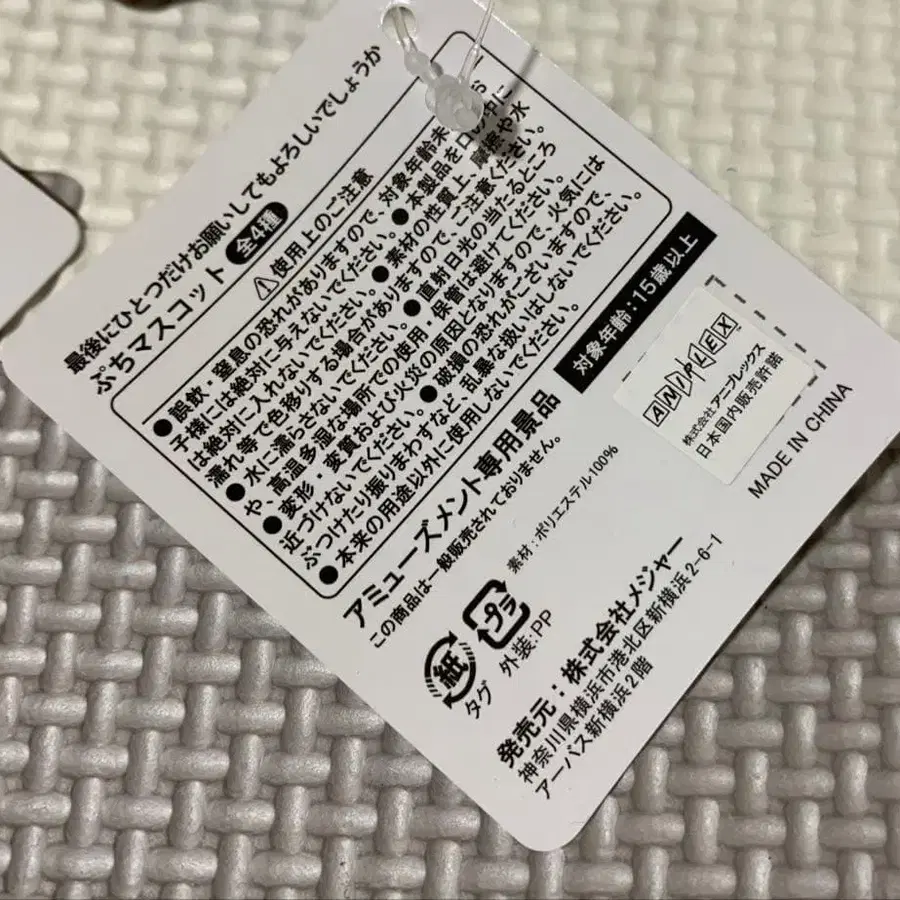 最後にひとつだけお願いしてもよろしいでしょうか
ぷちマスコット 全4種
使用上のご注意
●誤飲・窒息の恐れがありますので、対象年齢未
子様には絶対に与えないでください。●本製品を口
は絶対に入れないでください。●素材の性質上、摩擦や水
濡れ等で色移りする場合がありますので、ご注意ください。
●水に濡らさないでください。●直射日光の当たるところ
や、高温多湿な場所での使用・保管は避けてください。
●変形・変質および火災の原因となりますので、火気には
近づけないでください。●破損の恐れがございますので、
ぶつけたり振りまわすなど、乱暴な扱いはしないでください。
●本来の用途以外に使用しないでください。
アミューズメント専用景品
この商品は一般販売されておりません。
対象年齢:15歳以上
素材:ポリエステル100%
紙
タグ
プラ
外装:PP
ANIPLEX
株式会社アニプレックス
日本国内販売許諾
MADE IN CHINA
発売元:株式会社メジャー
神奈川県横浜市港北区新横浜2-6-1
アーバス新横浜2階